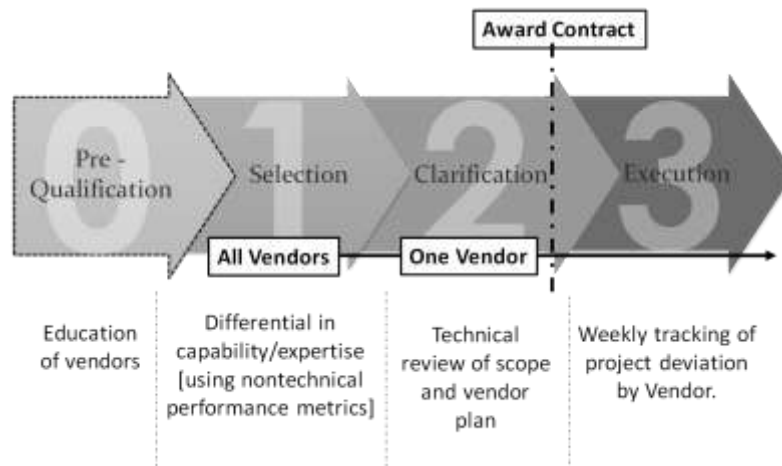 Award Contract
0
Pre -
Qualification
1
Selection
2
Clarification
3
Execution
All Vendors
One Vendor
Education
of vendors
Differential in
capability/expertise
[using nontechnical
performance metrics]
Technical
review of scope
and vendor
plan
Weekly tracking of
project deviation
by Vendor.